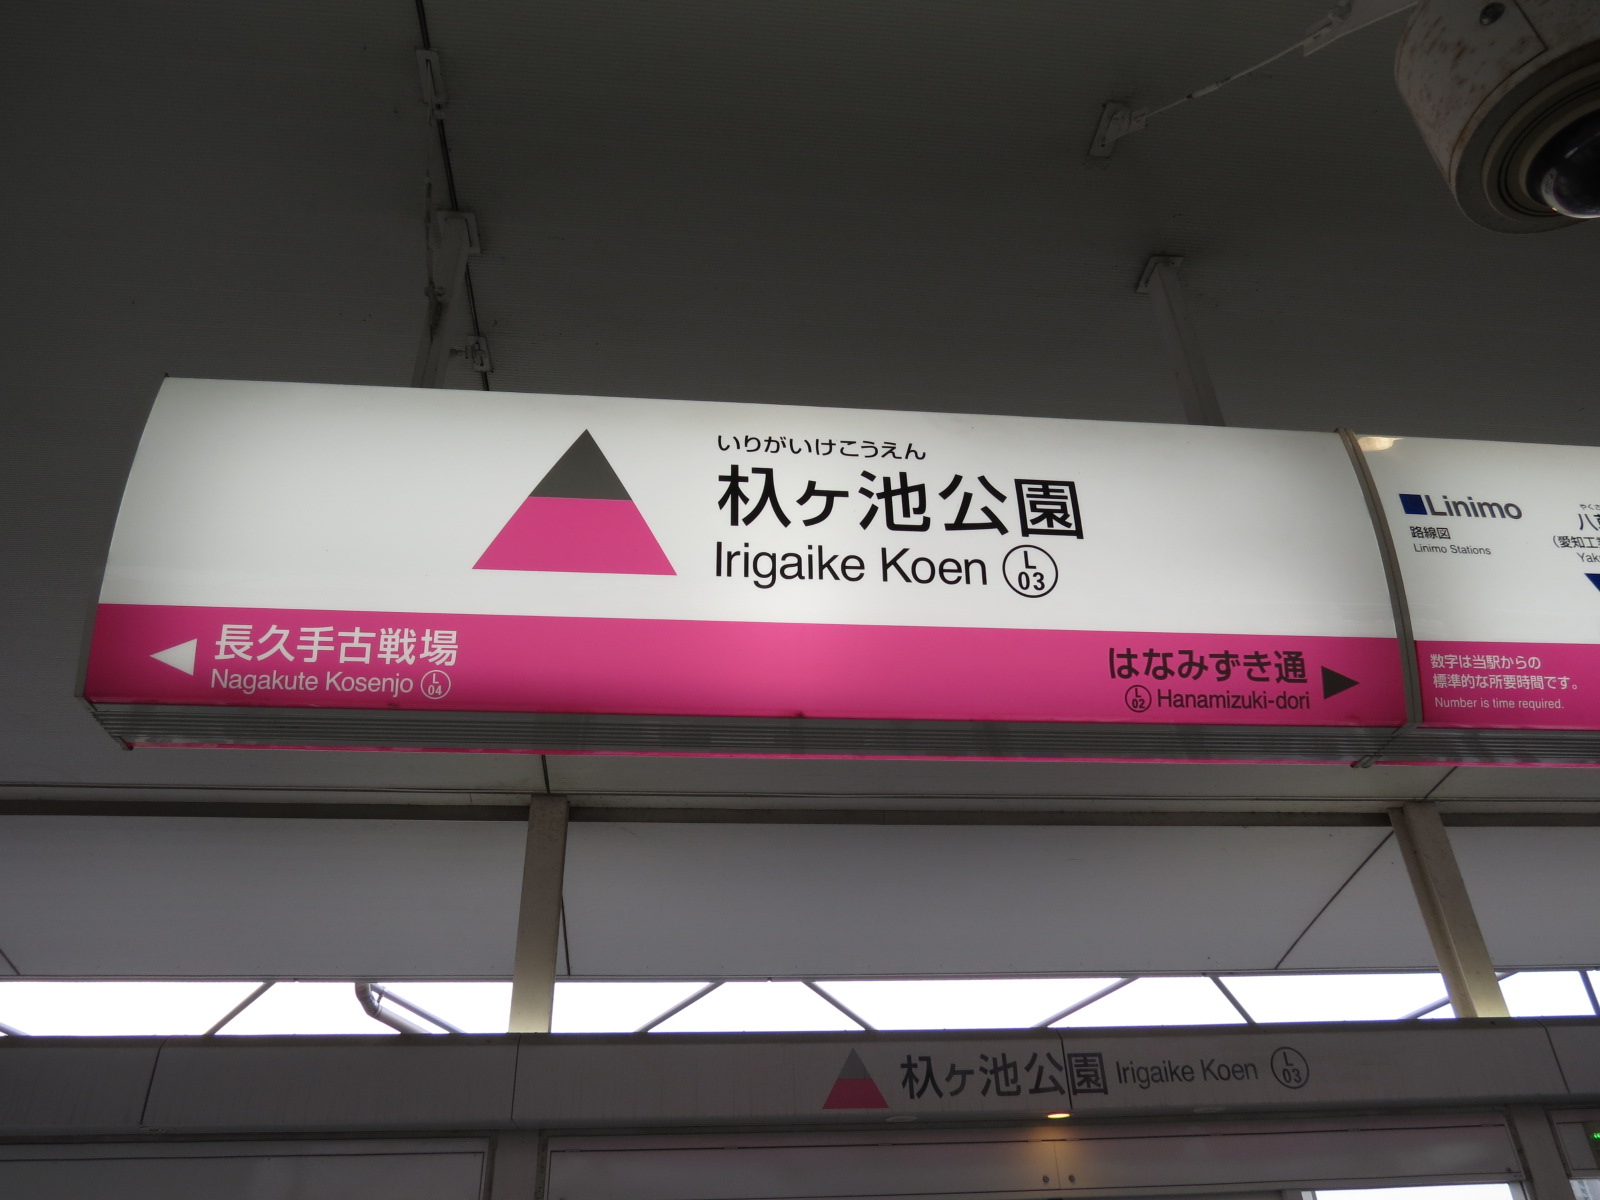 いりがいけこうえん
杁ヶ池公園
Irigaike Koen L 03
長久手古戦場
Nagakute Kosenjo L 04
はなみずき通
L 02 Hanamizuki-dori
Linimo
路線図
Linimo Stations
数字は当駅からの
標準的な所要時間です。
Number is time required.
杁ヶ池公園 Irigaike Koen L 03